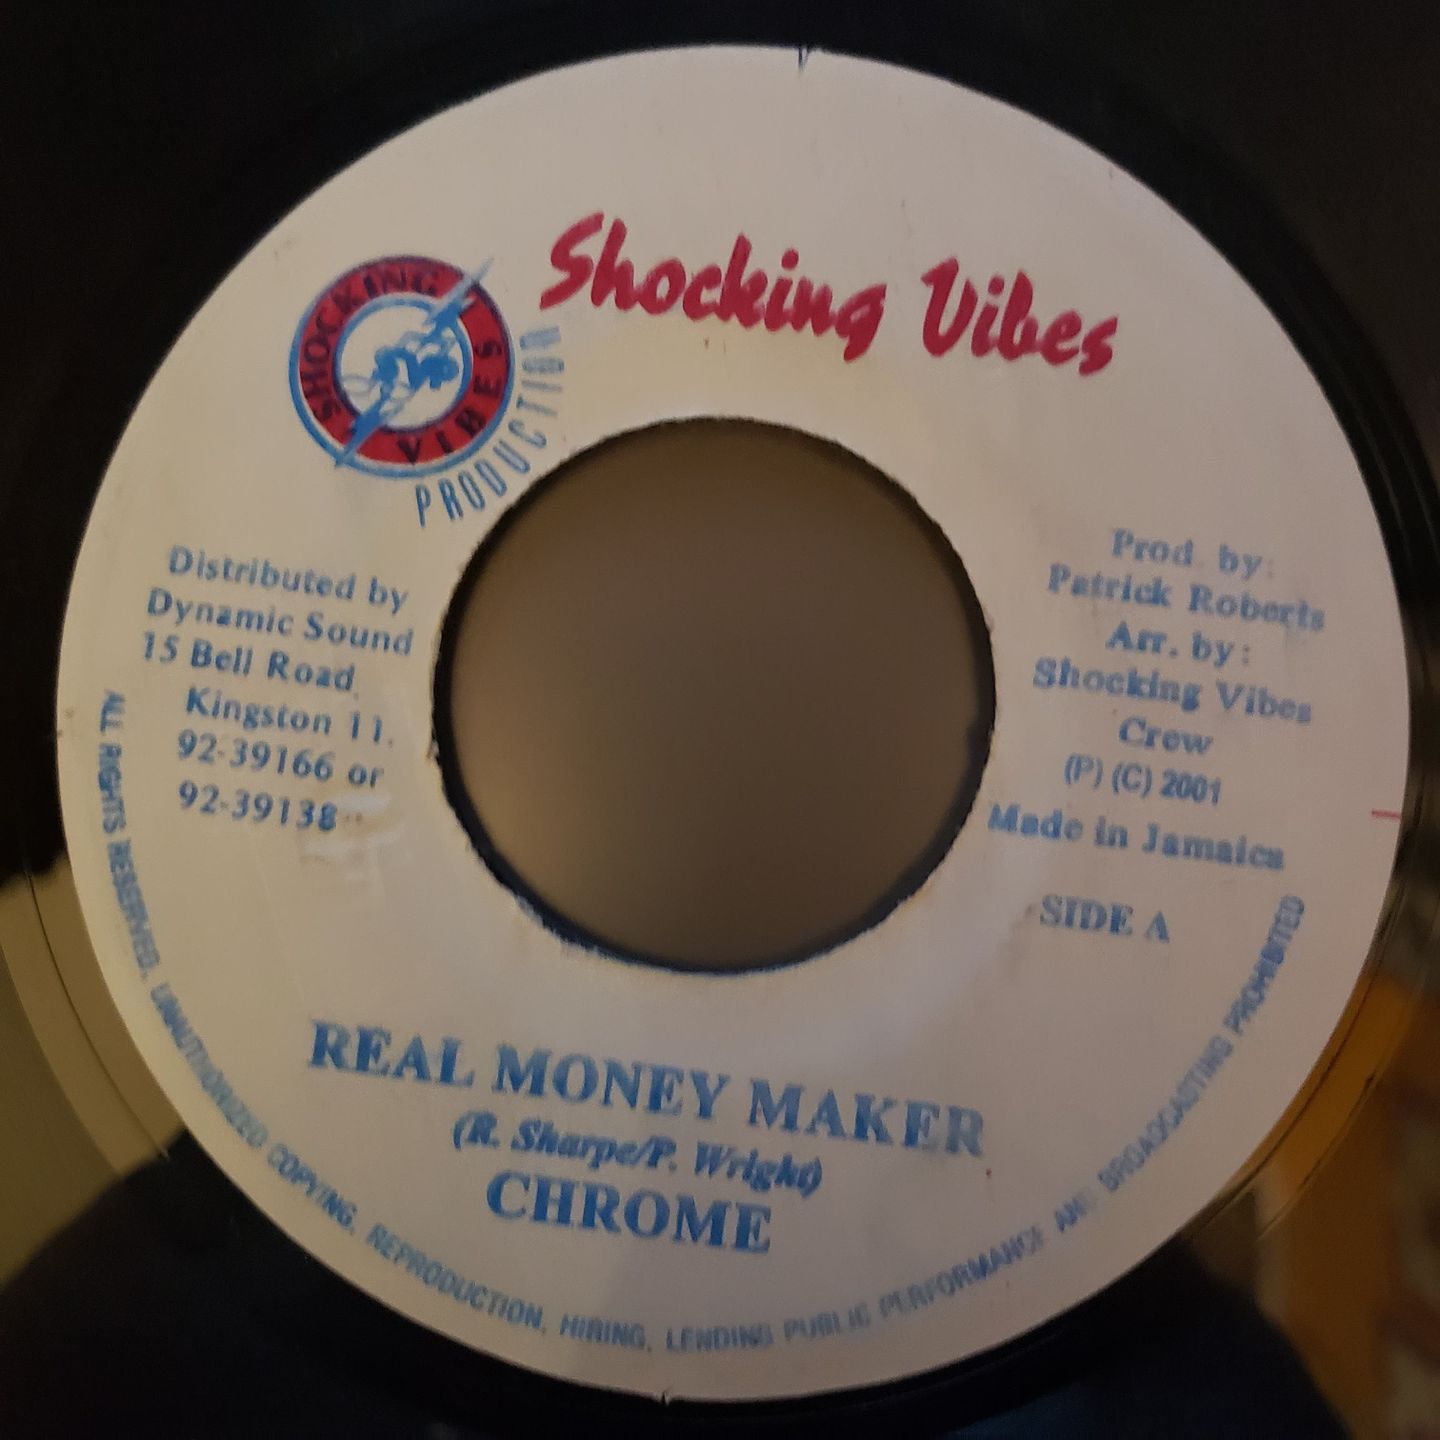 Shocking Vibes
SHOCKING VIBES
PRODUCTION
Distributed by
Dynamic Sound
15 Bell Road
Kingston 11.
92-39166 or
92-39138
Prod by:
Patrick Roberts
Arr. by:
Shocking Vibes
Crew
(P) (C) 2001
Made in Jamaica
SIDE A
REAL MONEY MAKER
(R. Sharpe/P. Wright)
CHROME
ALL RIGHTS RESERVED, UNAUTHORIZED COPYING, REPRODUCTION, HIRING, LENDING PUBLIC PERFORMANCE AND BROADCASTING PROHIBITED